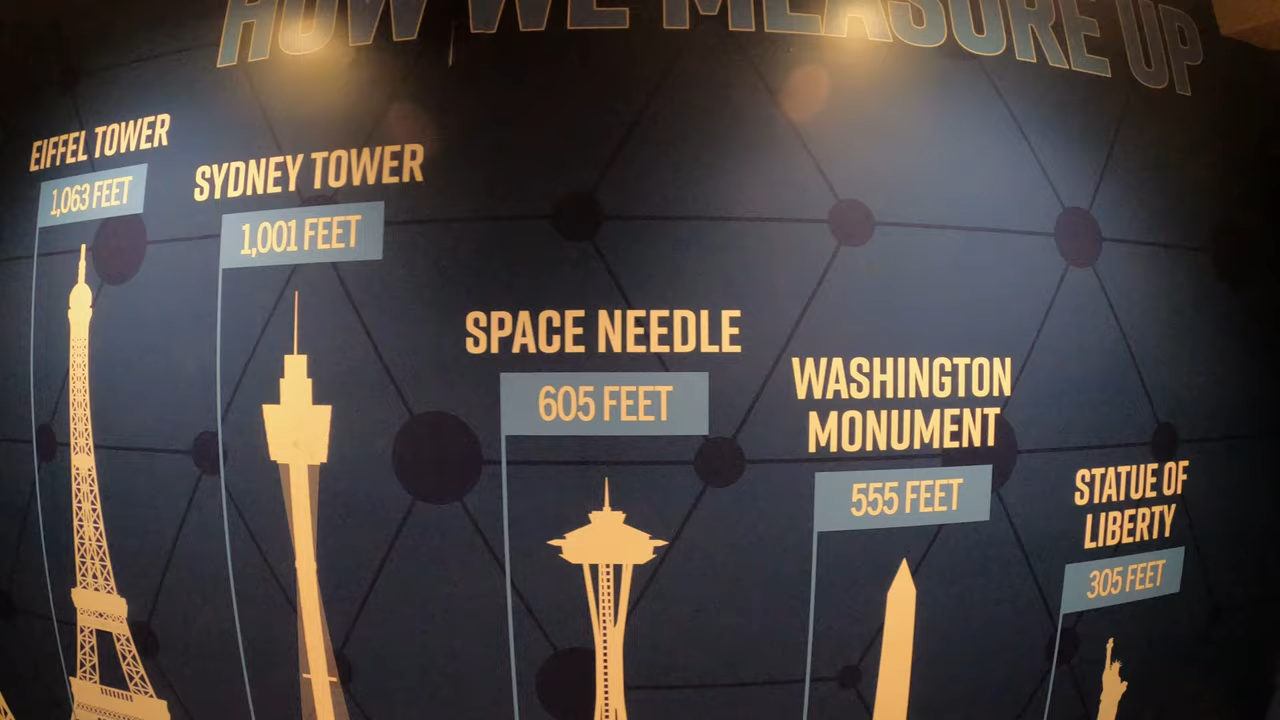 HOW WE MEASURE UP
EIFFEL TOWER
1,063 FEET
SYDNEY TOWER
1,001 FEET
SPACE NEEDLE
605 FEET
WASHINGTON
MONUMENT
555 FEET
STATUE OF
LIBERTY
305 FEET